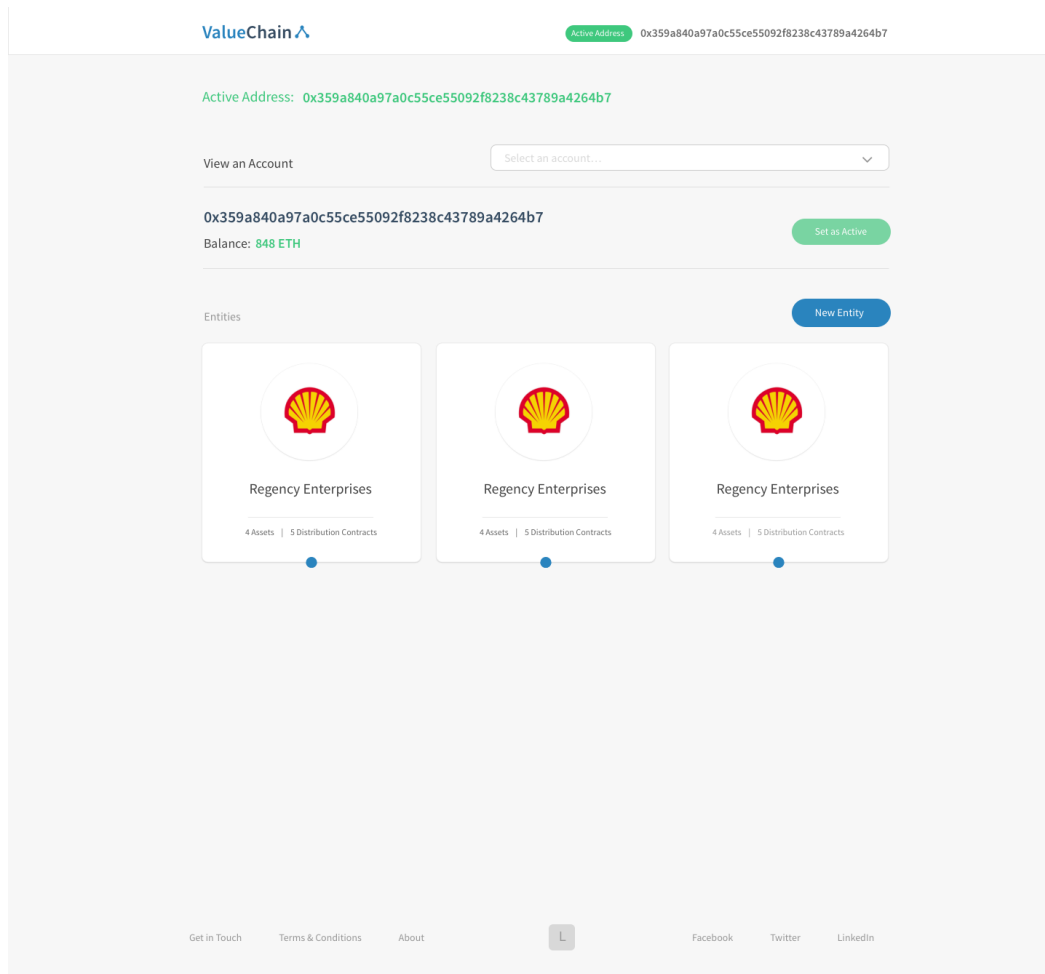 ValueChain
Active Address 0x359a840a97a0c55ce55092f8238c43789a4264b7
Active Address: 0x359a840a97a0c55ce55092f8238c43789a4264b7
View an Account
Select an account...
0x359a840a97a0c55ce55092f8238c43789a4264b7
Balance: 848 ETH
Set as Active
Entities
New Entity
Regency Enterprises
4 Assets | 5 Distribution Contracts
Regency Enterprises
4 Assets | 5 Distribution Contracts
Regency Enterprises
4 Assets | 5 Distribution Contracts
Get in Touch
Terms & Conditions
About
L
Facebook
Twitter
LinkedIn